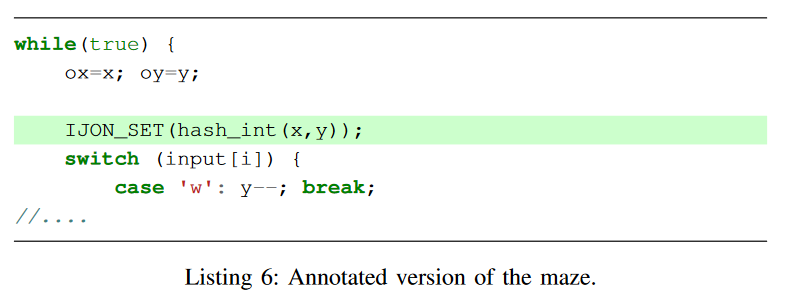 while(true) {
    ox=x; oy=y;
    IJON_SET(hash_int(x,y));
    switch (input[i]) {
        case 'w': y--; break;
//....
Listing 6: Annotated version of the maze.